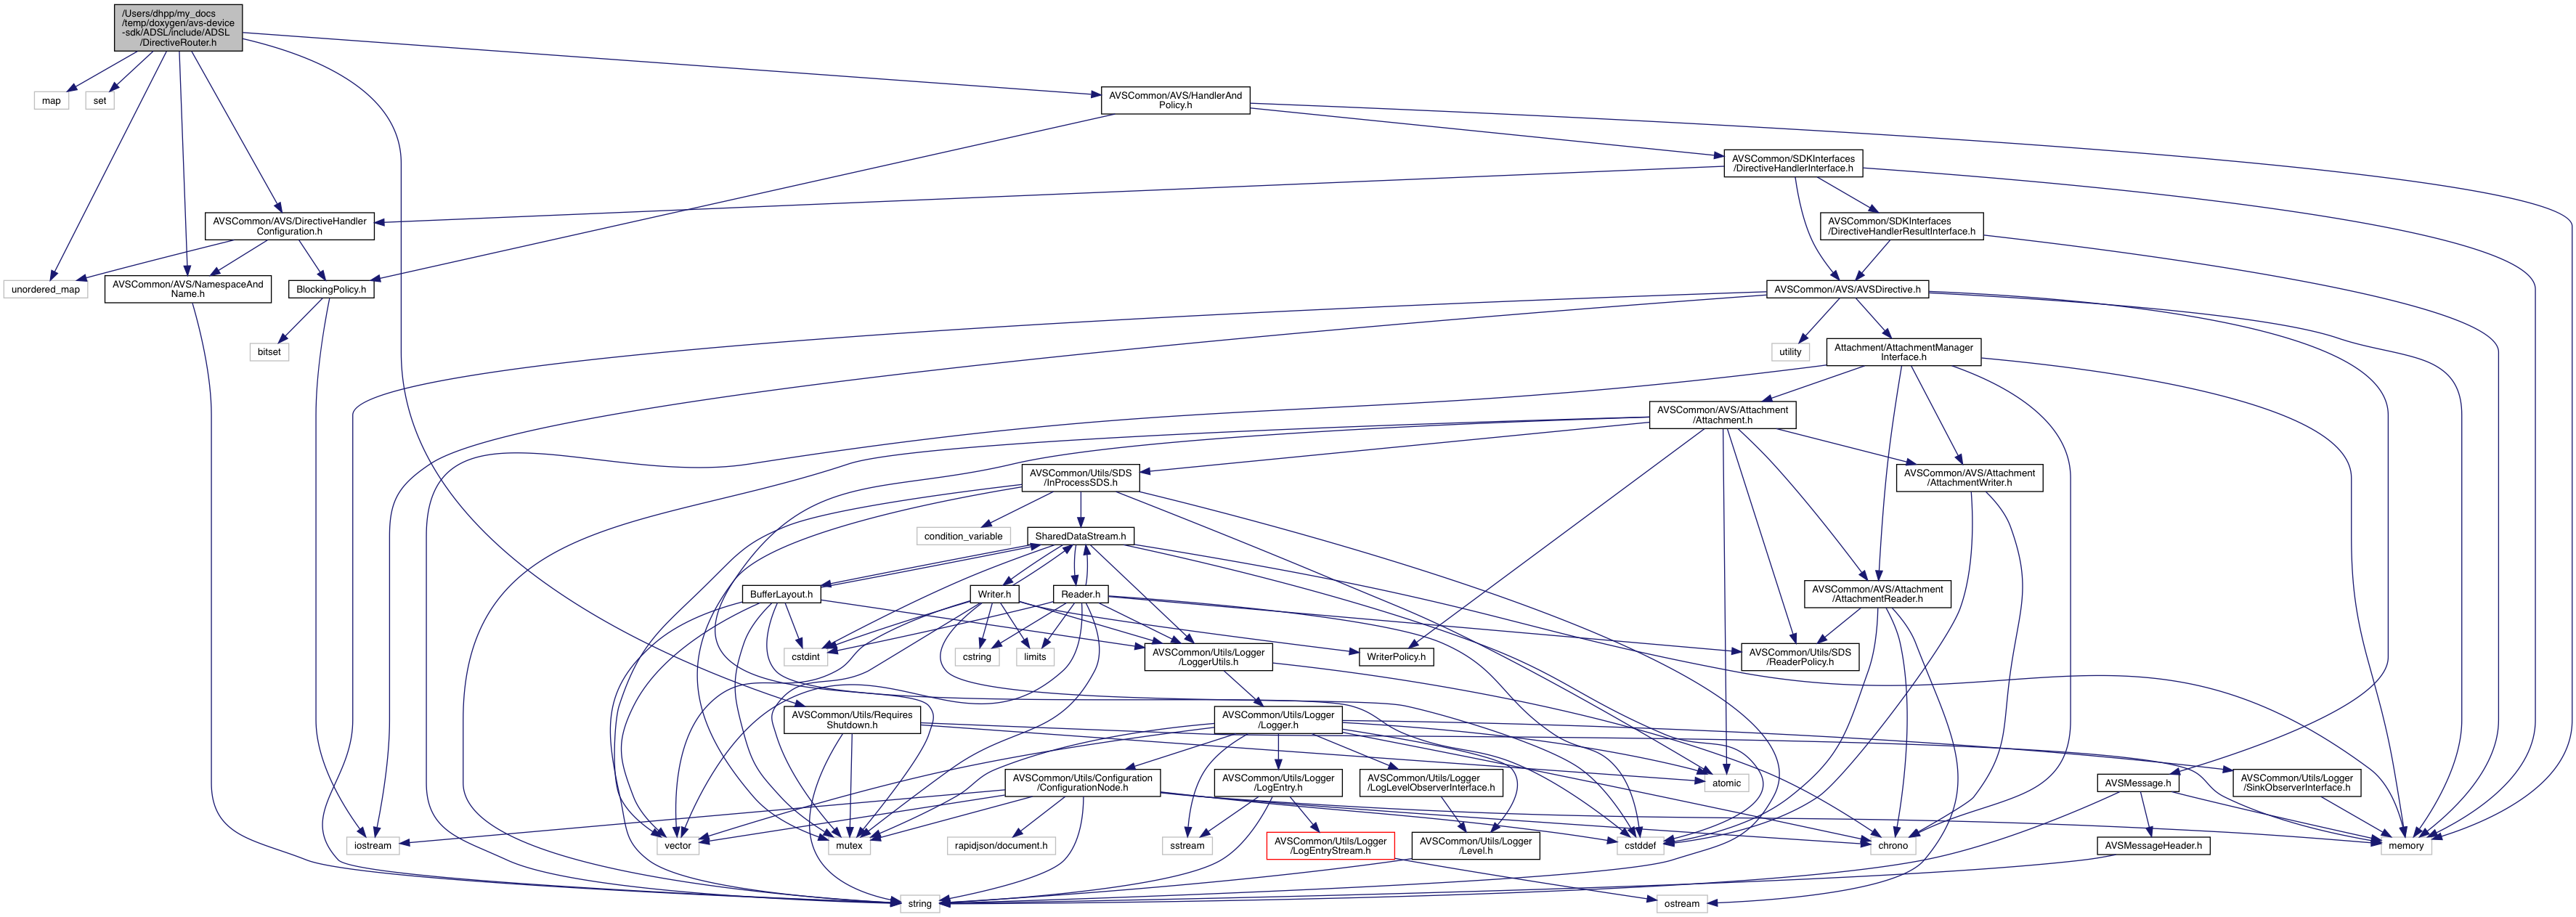 /Users/dhpp/my_docs
/temp/doxygen/avs-device
-sdk/ADSL/include/ADSL
/DirectiveRouter.h
map
set
AVSCommon/AVS/HandlerAnd
Policy.h
AVSCommon/SDKInterfaces
/DirectiveHandlerInterface.h
AVSCommon/AVS/DirectiveHandler
Configuration.h
AVSCommon/SDKInterfaces
/DirectiveHandlerResultInterface.h
unordered_map
AVSCommon/AVS/NamespaceAnd
Name.h
BlockingPolicy.h
AVSCommon/AVS/AVSDirective.h
bitset
utility
Attachment/AttachmentManager
Interface.h
AVSCommon/AVS/Attachment
/Attachment.h
AVSCommon/Utils/SDS
/InProcessSDS.h
AVSCommon/AVS/Attachment
/AttachmentWriter.h
condition_variable
SharedDataStream.h
BufferLayout.h
Writer.h
Reader.h
AVSCommon/AVS/Attachment
/AttachmentReader.h
cstdint
cstring
limits
AVSCommon/Utils/Logger
/LoggerUtils.h
WriterPolicy.h
AVSCommon/Utils/SDS
/ReaderPolicy.h
AVSCommon/Utils/Requires
Shutdown.h
AVSCommon/Utils/Logger
/Logger.h
AVSCommon/Utils/Configuration
/ConfigurationNode.h
AVSCommon/Utils/Logger
/LogEntry.h
AVSCommon/Utils/Logger
/LogLevelObserverInterface.h
atomic
AVSMessage.h
AVSCommon/Utils/Logger
/SinkObserverInterface.h
iostream
vector
mutex
rapidjson/document.h
sstream
AVSCommon/Utils/Logger
/LogEntryStream.h
AVSCommon/Utils/Logger
/Level.h
cstddef
chrono
AVSMessageHeader.h
memory
string
ostream